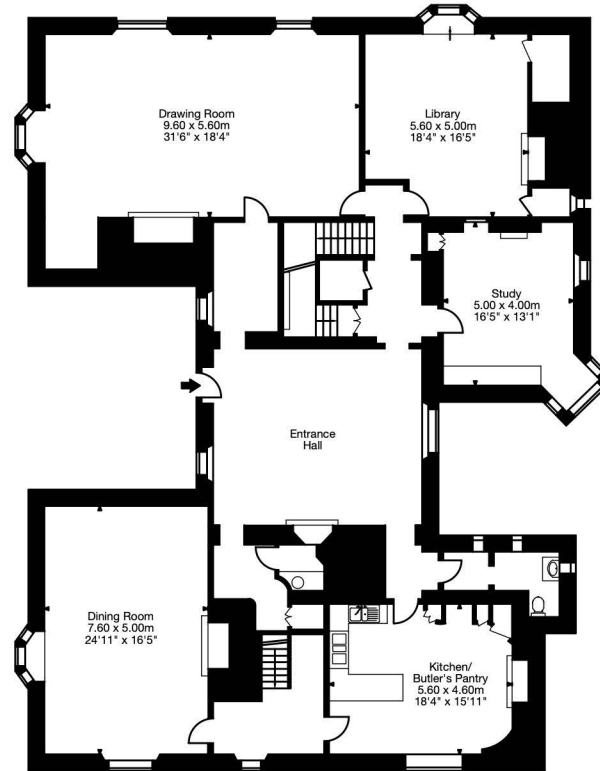 Drawing Room
9.60 x 5.60m
31'6" x 18'4"
Library
5.60 x 5.00m
18'4" x 16'5"
Study
5.00 x 4.00m
16'5" x 13'1"
Entrance
Hall
Dining Room
7.60 x 5.00m
24'11" x 16'5"
Kitchen/
Butler's Pantry
5.60 x 4.60m
18'4" x 15'11"